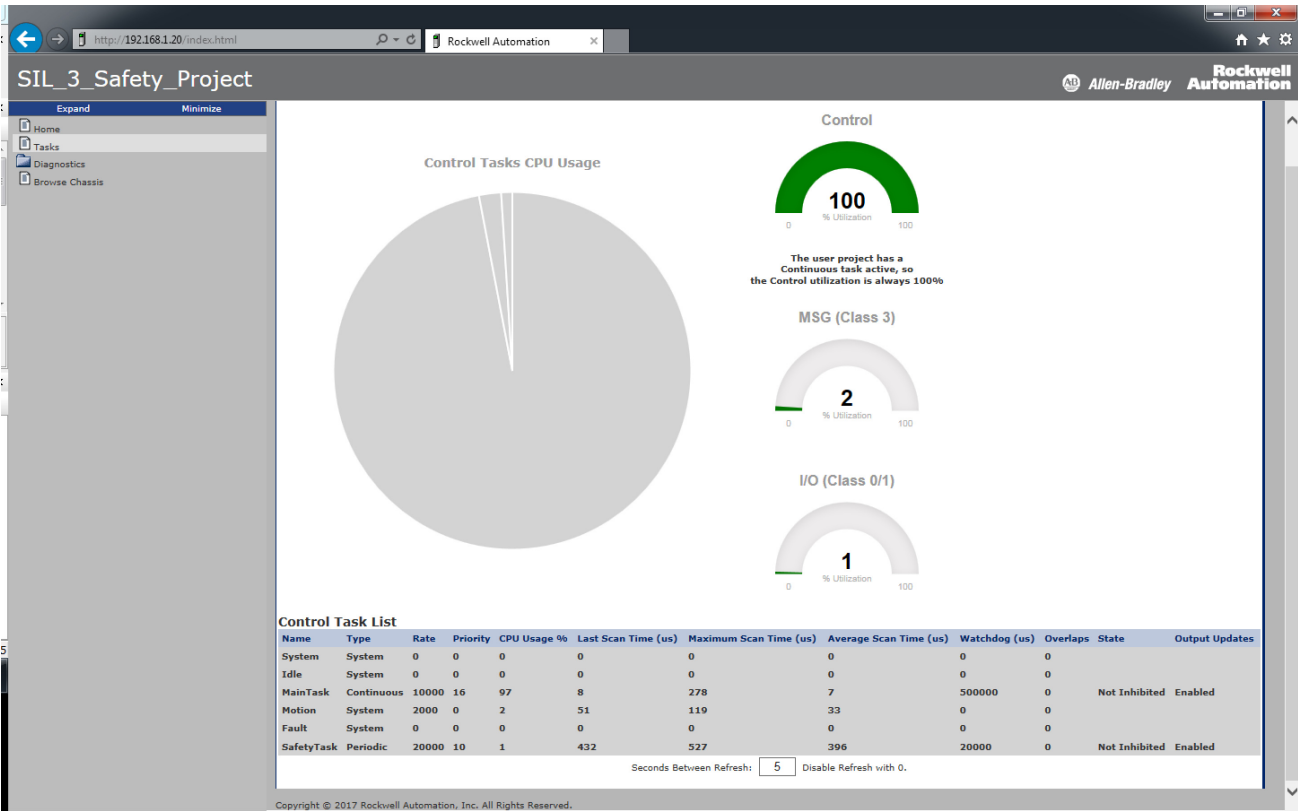 http://192.168.1.20/index.html
Rockwell Automation
SIL_3_Safety_Project
AB Allen-Bradley
Rockwell
Automation
Expand Minimize
Home
Tasks
Diagnostics
Browse Chassis
Control Tasks CPU Usage
Control
100
% Utilization
0 100
The user project has a
Continuous task active, so
the Control utilization is always 100%
MSG (Class 3)
2
% Utilization
0 100
I/O (Class 0/1)
1
% Utilization
0 100
Control Task List
Name Type Rate Priority CPU Usage % Last Scan Time (us) Maximum Scan Time (us) Average Scan Time (us) Watchdog (us) Overlaps State Output Updates
System System 0 0 0 0 0 0 0 0
Idle System 0 0 0 0 0 0 0 0
MainTask Continuous 10000 16 97 8 278 7 500000 0 Not Inhibited Enabled
Motion System 2000 0 2 51 119 33 0 0
Fault System 0 0 0 0 0 0 0 0
SafetyTask Periodic 20000 10 1 432 527 396 20000 0 Not Inhibited Enabled
Seconds Between Refresh: 5 Disable Refresh with 0.
Copyright © 2017 Rockwell Automation, Inc. All Rights Reserved.